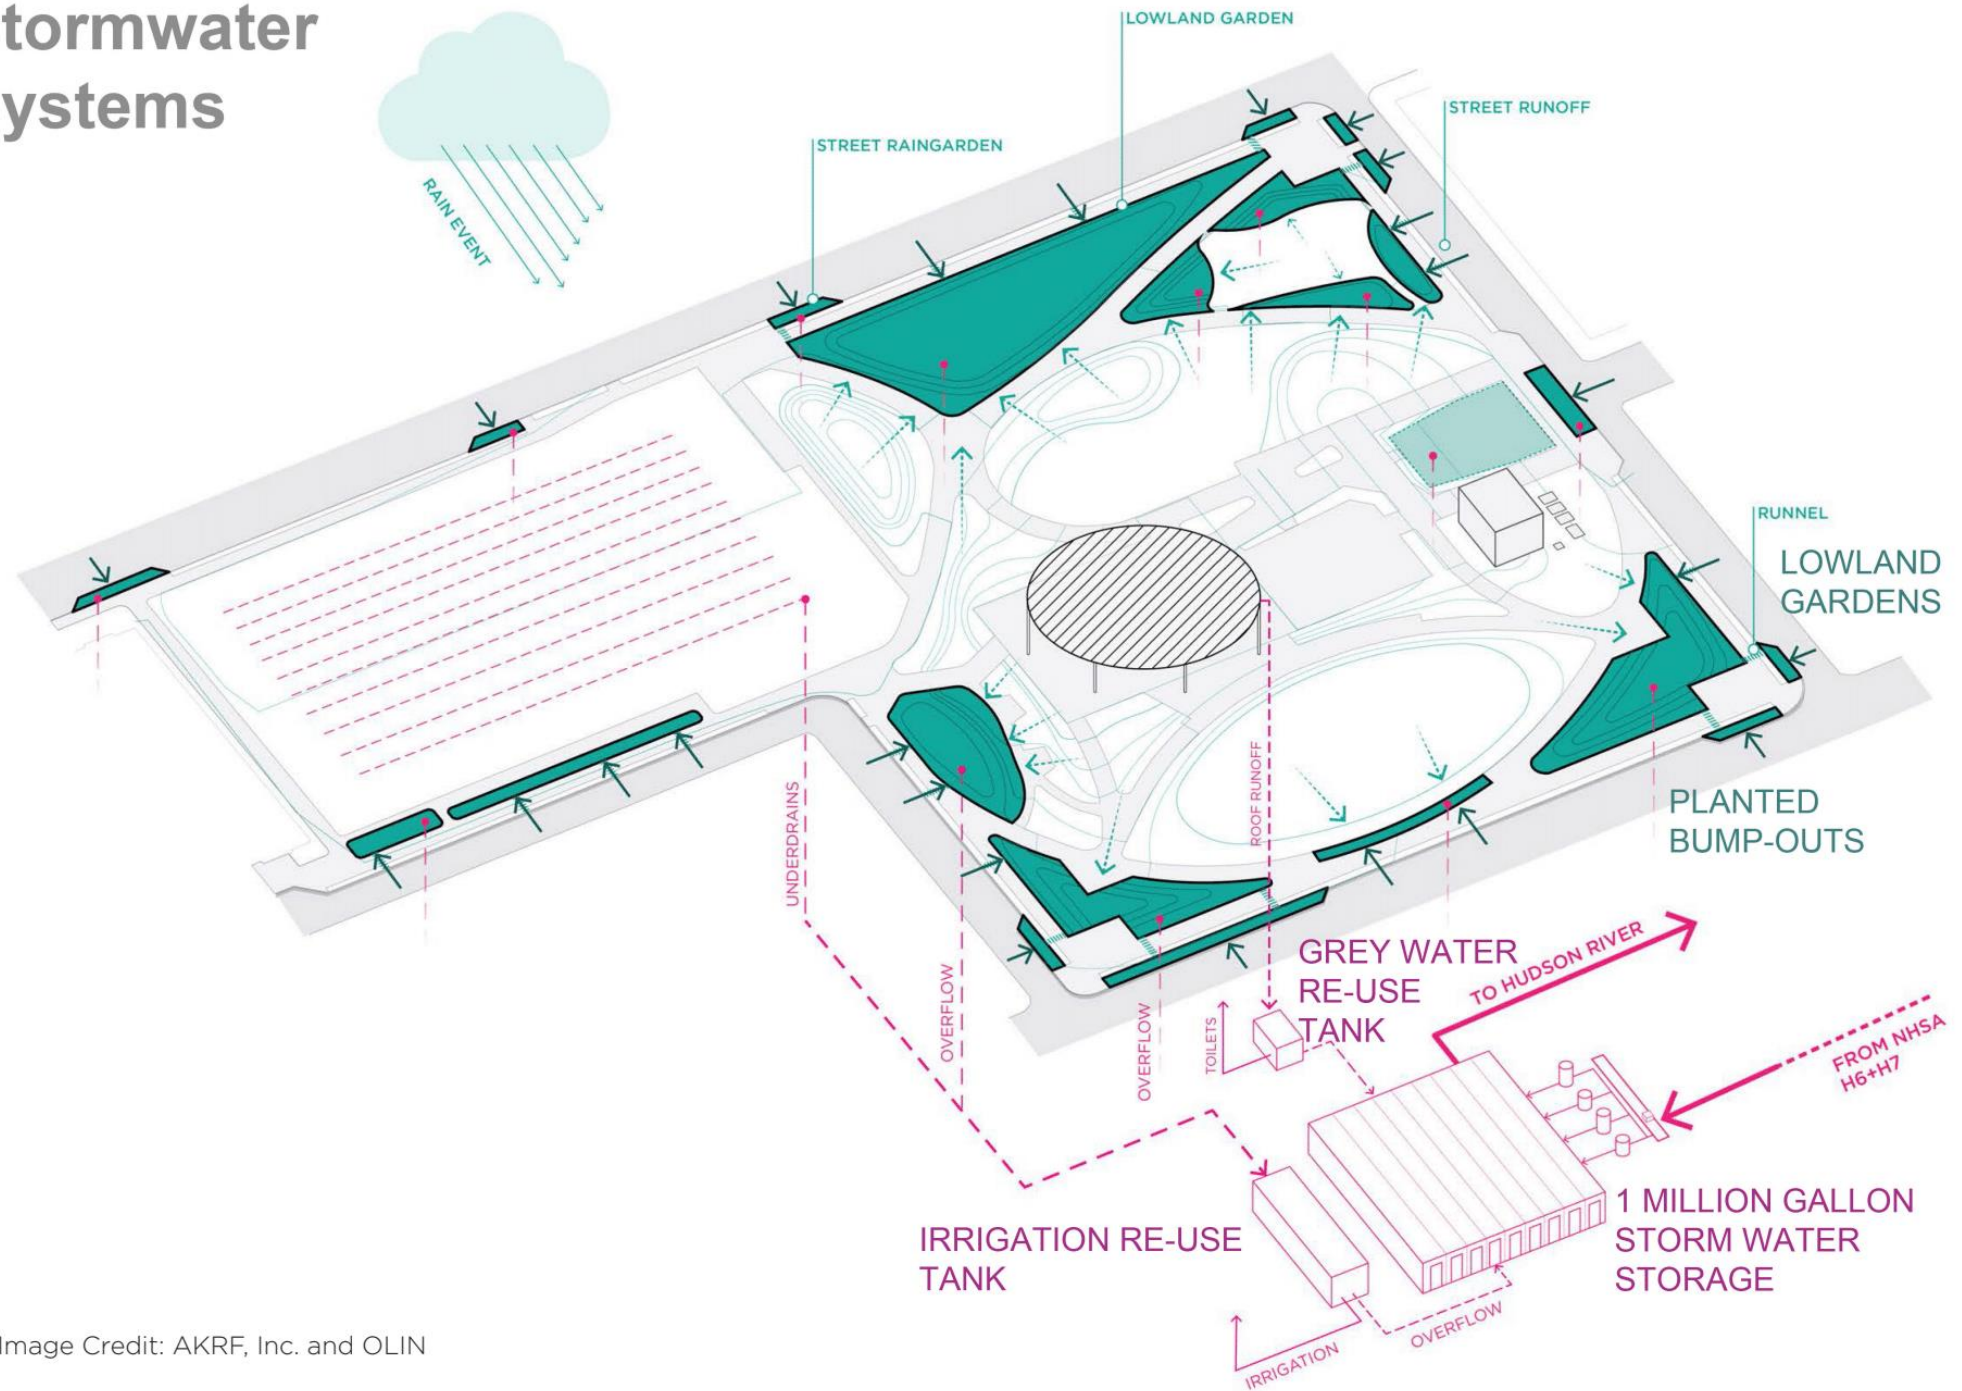 tormwater
ystems
LOWLAND GARDEN
STREET RUNOFF
STREET RAINGARDEN
RAIN EVENT
RUNNEL
LOWLAND
GARDENS
PLANTED
BUMP-OUTS
UNDERDRAINS
ROOF RUNOFF
OVERFLOW
OVERFLOW
TOILETS
GREY WATER
RE-USE
TANK
TO HUDSON RIVER
FROM NHSA
H6+H7
IRRIGATION RE-USE
TANK
1 MILLION GALLON
STORM WATER
STORAGE
OVERFLOW
IRRIGATION
Image Credit: AKRF, Inc. and OLIN